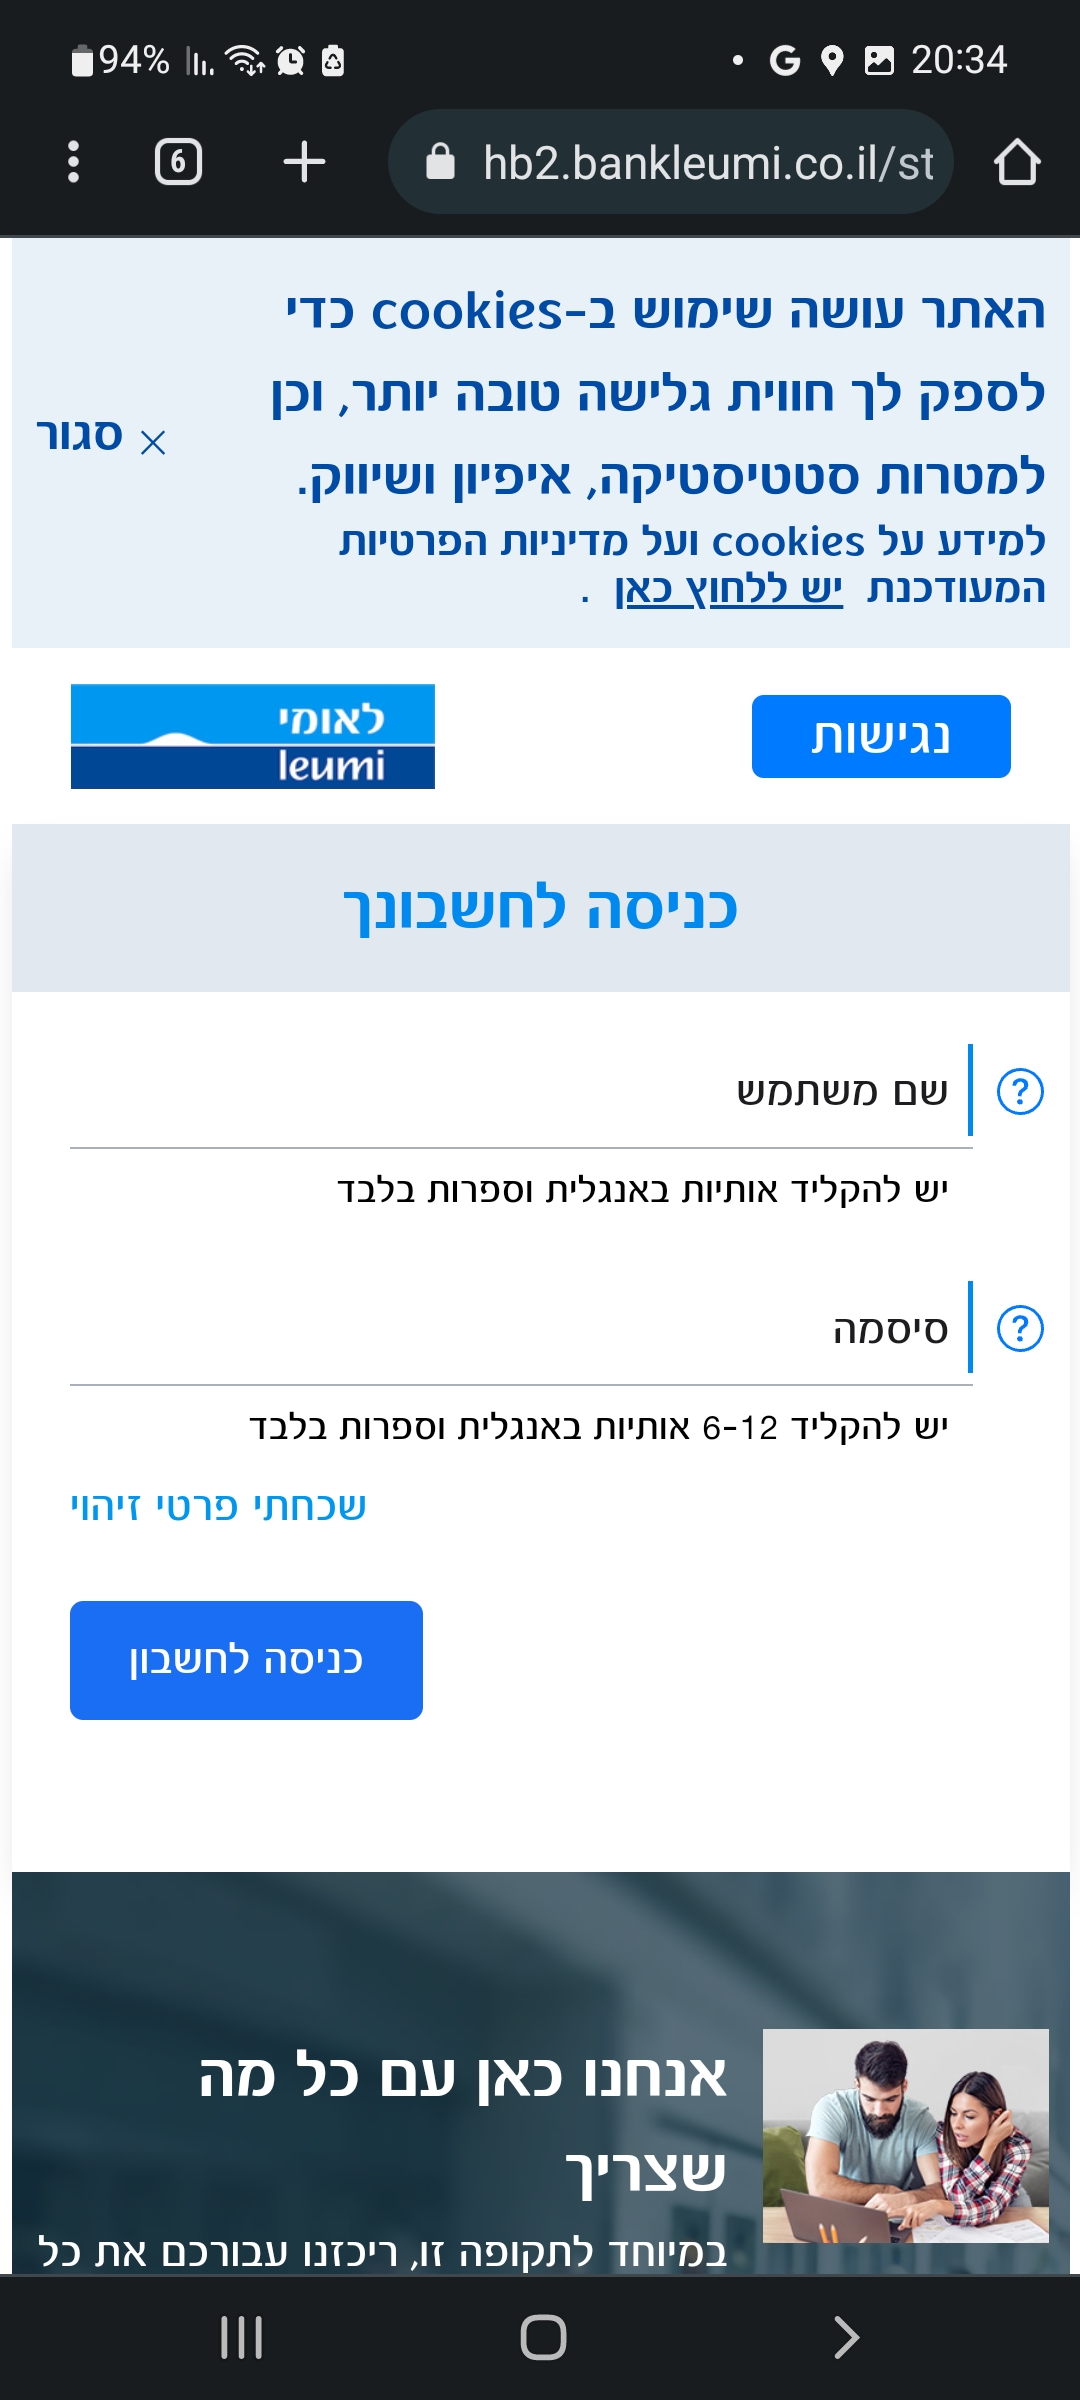 94%
20:34
6
hb2.bankleumi.co.il/st
האתר עושה שימוש ב-cookies כדי
לספק לך חווית גלישה טובה יותר, וכן
למטרות סטטיסטיקה, איפיון ושיווק.
סגור
למידע על cookies ועל מדיניות הפרטיות
המעודכנת יש ללחוץ כאן .
נגישות
לאומי
leumi
כניסה לחשבונך
שם משתמש
?
יש להקליד אותיות באנגלית וספרות בלבד
סיסמה
?
יש להקליד 6-12 אותיות באנגלית וספרות בלבד
שכחתי פרטי זיהוי
כניסה לחשבון
אנחנו כאן עם כל מה
שצריך
במיוחד לתקופה זו, ריכזנו עבורכם את כל